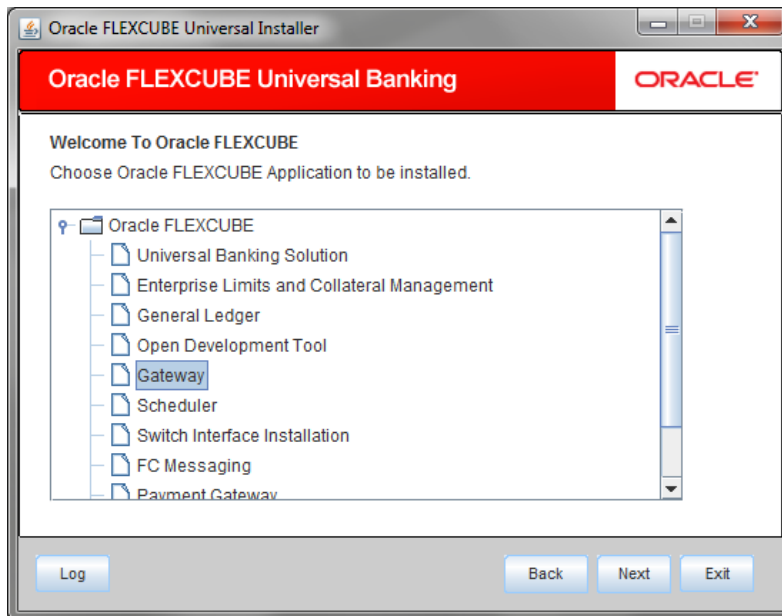 Oracle FLEXCUBE Universal Installer
Oracle FLEXCUBE Universal Banking
ORACLE
Welcome To Oracle FLEXCUBE
Choose Oracle FLEXCUBE Application to be installed.
Oracle FLEXCUBE
Universal Banking Solution
Enterprise Limits and Collateral Management
General Ledger
Open Development Tool
Gateway
Scheduler
Switch Interface Installation
FC Messaging
Payment Gateway
Log Back Next Exit